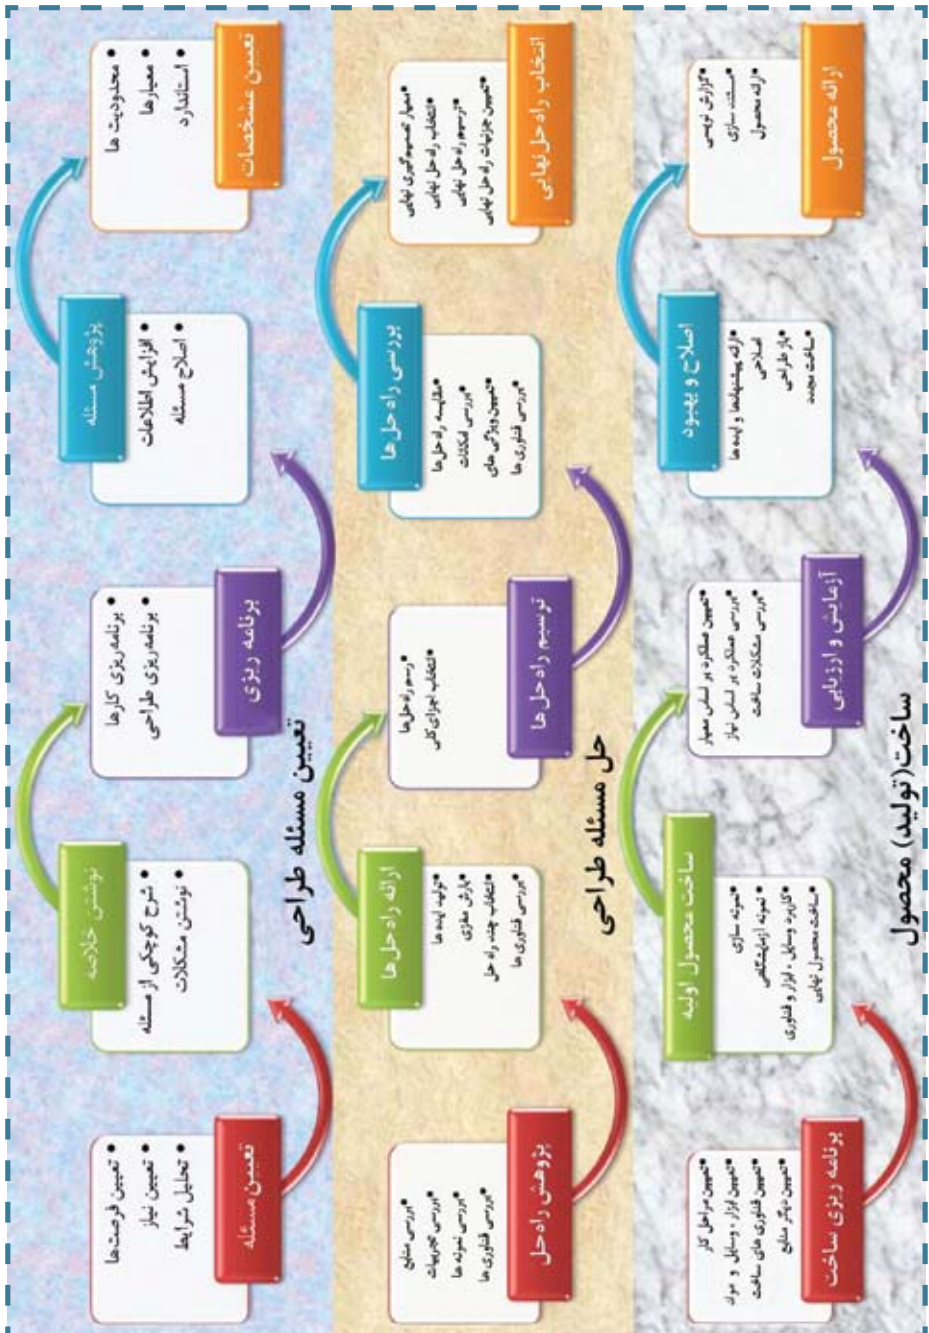 تعیین مسئله طراحی
تعیین مسئله
• تعیین فرصت‌ها
• تعیین نیاز
• تحلیل شرایط
نوشتن خلاصه
• شرح کوچکی از مسئله
• نوشتن مشکلات
برنامه ریزی
• برنامه ریزی کارها
• برنامه ریزی طراحی
پژوهش مسئله
• افزایش اطلاعات
• اصلاح مسئله
تعیین مشخصات
• محدودیت ها
• معیارها
• استاندارد
حل مسئله طراحی
پژوهش راه حل
•بررسی منابع
•بررسی تجربیات
•بررسی نمونه ها
•بررسی فناوری ها
ارائه راه حل‌ها
•تولید ایده ها
•بارش مغزی
•انتخاب چند راه حل
•بررسی فناوری ها
ترسیم راه حل‌ها
•رسم راه حل‌ها
•انتخاب اجزای کلی
بررسی راه حل‌ها
•مقایسه راه حل‌ها
•بررسی امکانات
•تعیین ویژگی های
•بررسی فناوری ها
انتخاب راه حل نهایی
•معیار تصمیم گیری نهایی
•انتخاب راه حل نهایی
•ترسیم راه حل نهایی
•تعیین جزئیات راه حل نهایی
ساخت(تولید) محصول
برنامه ریزی ساخت
•تعیین مراحل کار
•تعیین ابزار ، وسایل و مواد
•تعیین فناوری های ساخت
•تعیین دیگر منابع
ساخت محصول اولیه
•نمونه سازی
•نمونه آزمایشگاهی
•کاربرد وسایل ، ابزار و فناوری
•ساخت محصول نهایی
آزمایش و ارزیابی
•تعیین عملکرد بر اساس معیار
•بررسی عملکرد بر اساس نیاز
•بررسی مشکلات ساخت
اصلاح و بهبود
•ارائه پیشنهادها و ایده ها
اصلاحی
•باز طراحی
•ساخت مجدد
ارائه محصول
•گزارش نویسی
•مستند سازی
•ارائه محصول